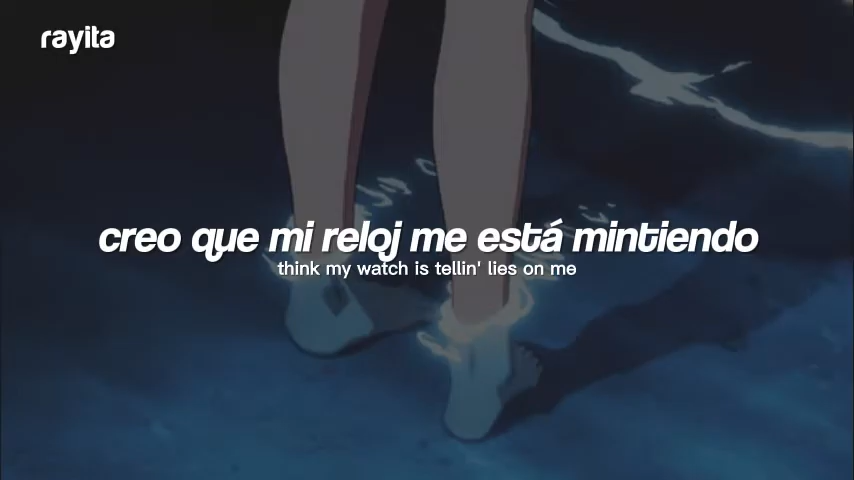 rayita
creo que mi reloj me está mintiendo
think my watch is tellin' lies on me